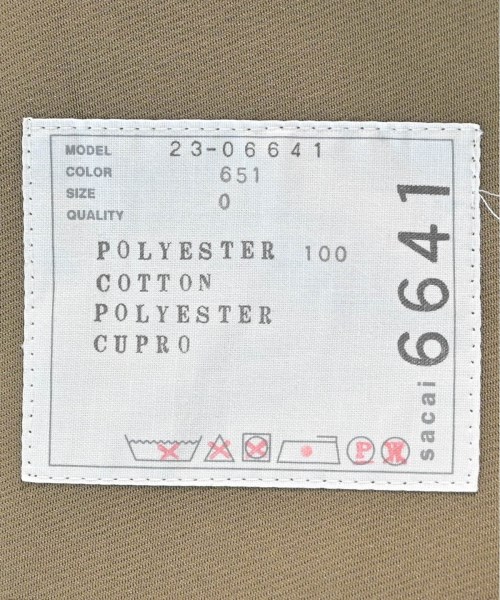 MODEL 23-06641
COLOR 651
SIZE 0
QUALITY
POLYESTER 100
COTTON
POLYESTER
CUPRO
sacai 6641
P W